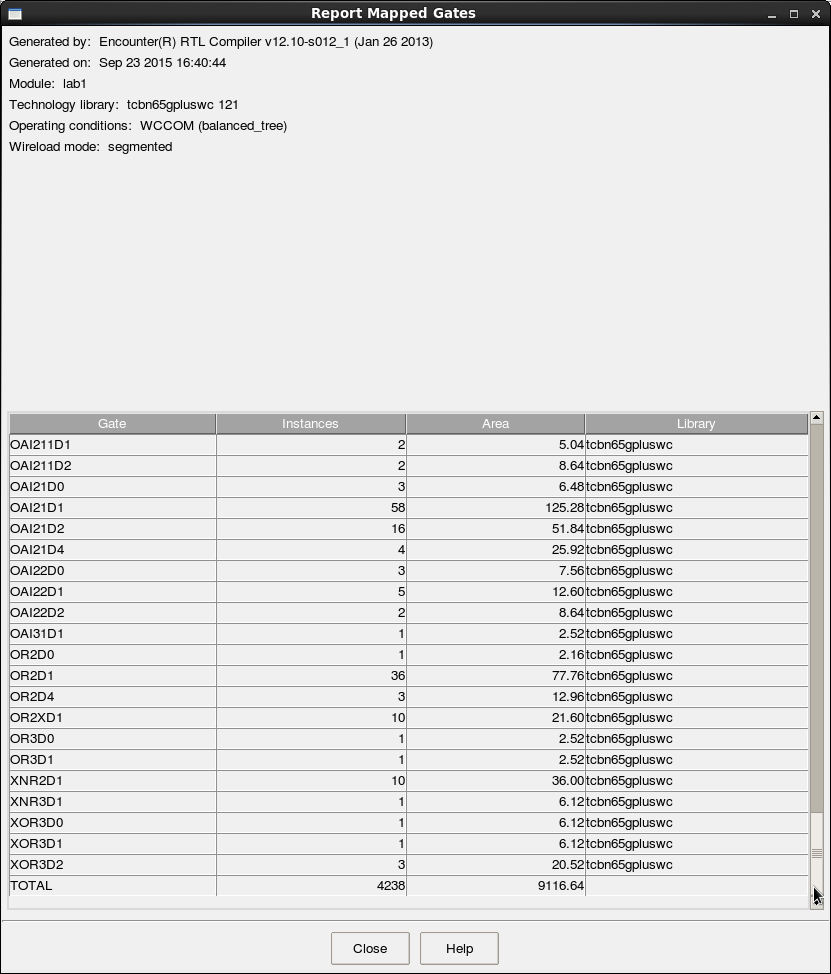 Report Mapped Gates
Generated by: Encounter(R) RTL Compiler v12.10-s012_1 (Jan 26 2013)
Generated on: Sep 23 2015 16:40:44
Module: lab1
Technology library: tcbn65gpluswc 121
Operating conditions: WCCOM (balanced_tree)
Wireload mode: segmented
Gate Instances Area Library
OAI211D1 2 5.04 tcbn65gpluswc
OAI211D2 2 8.64 tcbn65gpluswc
OAI21D0 3 6.48 tcbn65gpluswc
OAI21D1 58 125.28 tcbn65gpluswc
OAI21D2 16 51.84 tcbn65gpluswc
OAI21D4 4 25.92 tcbn65gpluswc
OAI22D0 3 7.56 tcbn65gpluswc
OAI22D1 5 12.60 tcbn65gpluswc
OAI22D2 2 8.64 tcbn65gpluswc
OAI31D1 1 2.52 tcbn65gpluswc
OR2D0 1 2.16 tcbn65gpluswc
OR2D1 36 77.76 tcbn65gpluswc
OR2D4 3 12.96 tcbn65gpluswc
OR2XD1 10 21.60 tcbn65gpluswc
OR3D0 1 2.52 tcbn65gpluswc
OR3D1 1 2.52 tcbn65gpluswc
XNR2D1 10 36.00 tcbn65gpluswc
XNR3D1 1 6.12 tcbn65gpluswc
XOR3D0 1 6.12 tcbn65gpluswc
XOR3D1 1 6.12 tcbn65gpluswc
XOR3D2 3 20.52 tcbn65gpluswc
TOTAL 4238 9116.64
Close Help